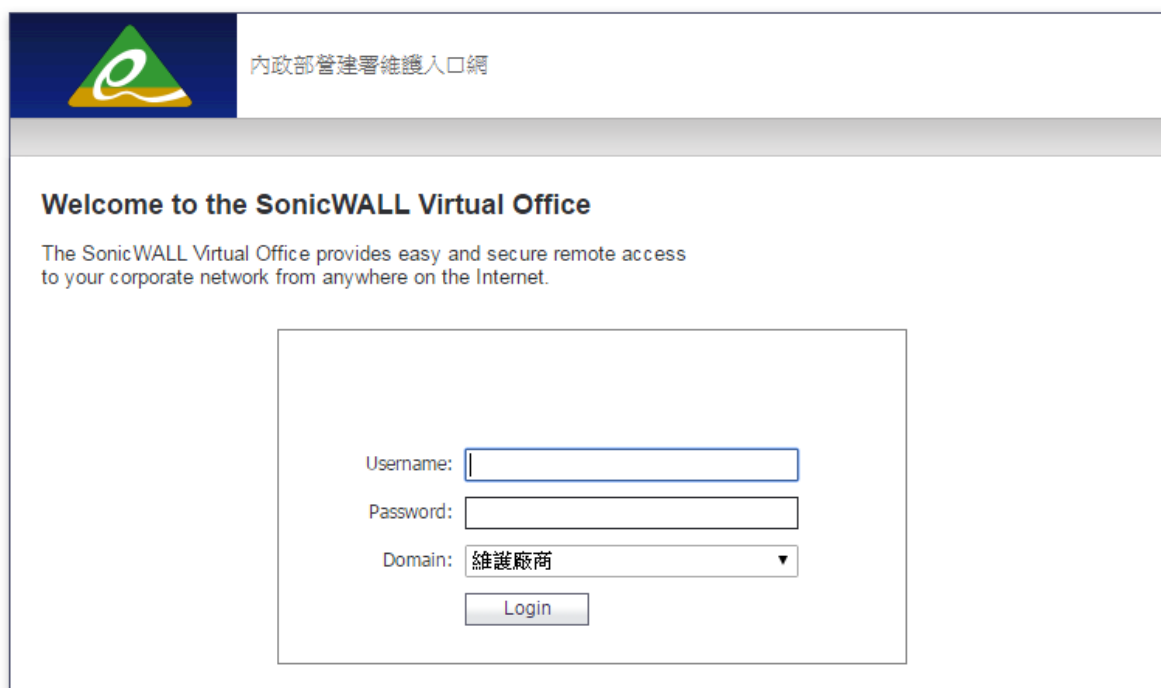 內政部營建署維護入口網
Welcome to the SonicWALL Virtual Office
The SonicWALL Virtual Office provides easy and secure remote access
to your corporate network from anywhere on the Internet.
Username:
Password:
Domain: 維護廠商
Login